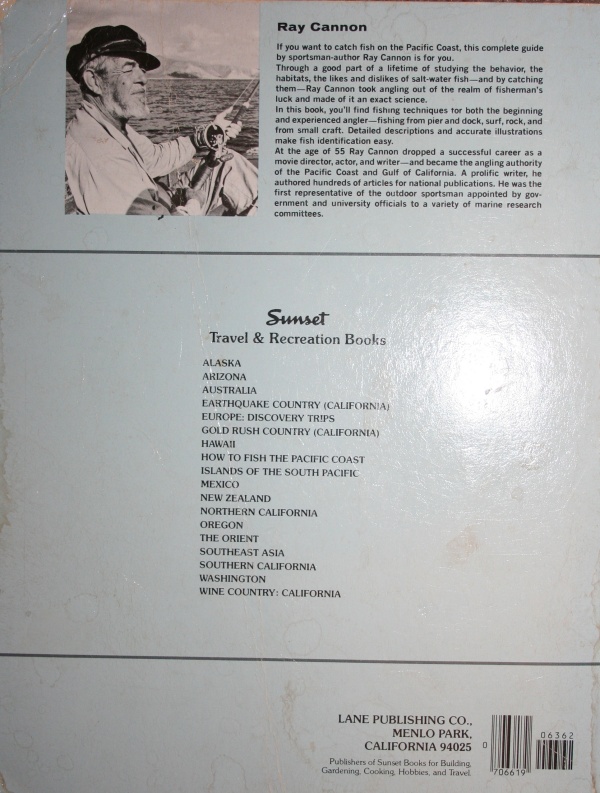 Ray Cannon
If you want to catch fish on the Pacific Coast, this complete guide
by sportsman-author Ray Cannon is for you.
Through a good part of a lifetime of studying the behavior, the
habitats, the likes and dislikes of salt-water fish—and by catching
them—Ray Cannon took angling out of the realm of fisherman's
luck and made of it an exact science.
In this book, you'll find fishing techniques for both the beginning
and experienced angler—fishing from pier and dock, surf, rock, and
from small craft. Detailed descriptions and accurate illustrations
make fish identification easy.
At the age of 55 Ray Cannon dropped a successful career as a
movie director, actor, and writer—and became the angling authority
of the Pacific Coast and Gulf of California. A prolific writer, he
authored hundreds of articles for national publications. He was the
first representative of the outdoor sportsman appointed by gov-
ernment and university officials to a variety of marine research
committees.
Sunset
Travel & Recreation Books
ALASKA
ARIZONA
AUSTRALIA
EARTHQUAKE COUNTRY (CALIFORNIA)
EUROPE: DISCOVERY TRIPS
GOLD RUSH COUNTRY (CALIFORNIA)
HAWAII
HOW TO FISH THE PACIFIC COAST
ISLANDS OF THE SOUTH PACIFIC
MEXICO
NEW ZEALAND
NORTHERN CALIFORNIA
OREGON
THE ORIENT
SOUTHEAST ASIA
SOUTHERN CALIFORNIA
WASHINGTON
WINE COUNTRY: CALIFORNIA
LANE PUBLISHING CO.,
MENLO PARK,
CALIFORNIA 94025
Publishers of Sunset Books for Building,
Gardening, Cooking, Hobbies, and Travel.
06362
0 706619